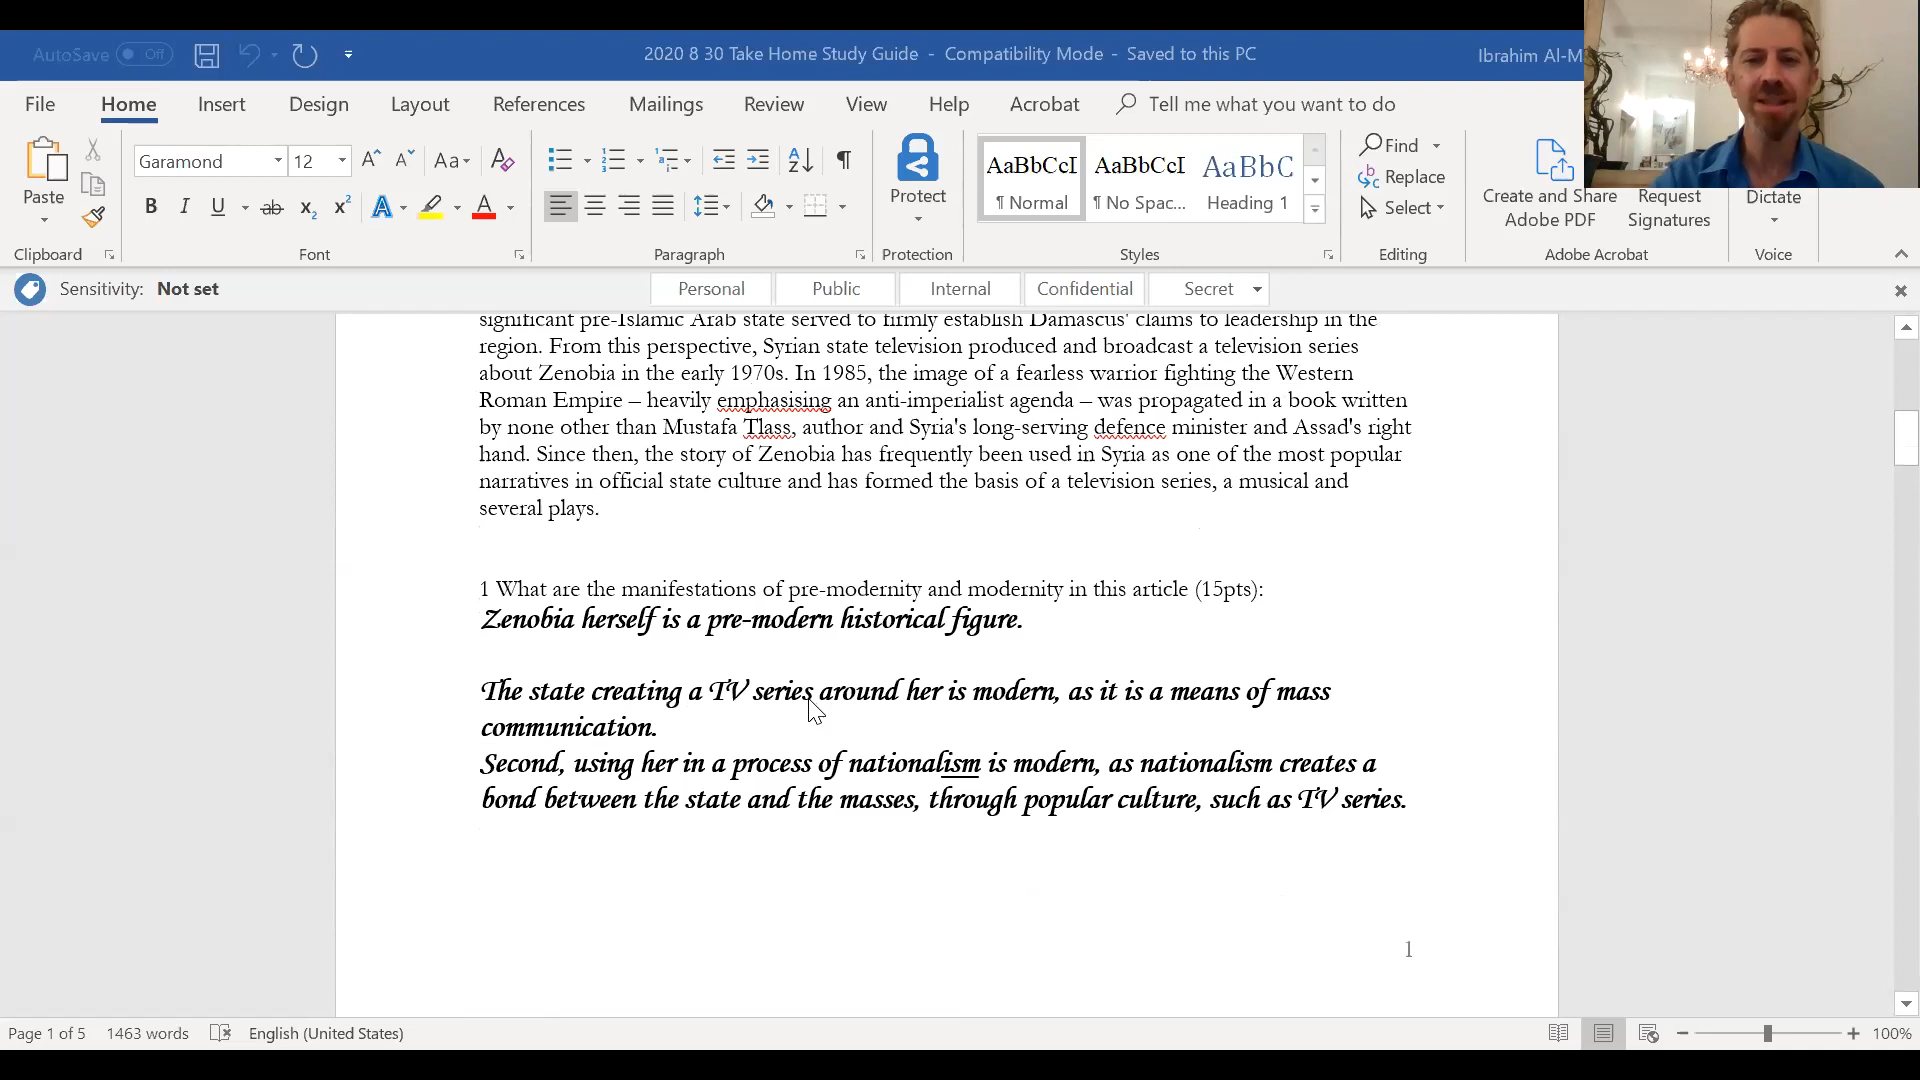 AutoSave Off
2020 8 30 Take Home Study Guide - Compatibility Mode - Saved to this PC
Ibrahim Al-M
File Home Insert Design Layout References Mailings Review View Help Acrobat Tell me what you want to do
Paste
Clipboard
Garamond 12
Aa
B I U ab x₂ x² A A
Font
Paragraph
Protect
Protection
AaBbCcI AaBbCcI AaBbC
¶ Normal ¶ No Spac... Heading 1
Styles
Find
Replace
Select
Editing
Create and Share
Adobe PDF
Request
Signatures
Adobe Acrobat
Dictate
Voice
Sensitivity: Not set
Personal Public Internal Confidential Secret
significant pre-Islamic Arab state served to firmly establish Damascus' claims to leadership in the
region. From this perspective, Syrian state television produced and broadcast a television series
about Zenobia in the early 1970s. In 1985, the image of a fearless warrior fighting the Western
Roman Empire – heavily emphasising an anti-imperialist agenda – was propagated in a book written
by none other than Mustafa Tlass, author and Syria's long-serving defence minister and Assad's right
hand. Since then, the story of Zenobia has frequently been used in Syria as one of the most popular
narratives in official state culture and has formed the basis of a television series, a musical and
several plays.
1 What are the manifestations of pre-modernity and modernity in this article (15pts):
Zenobia herself is a pre-modern historical figure.
The state creating a TV series around her is modern, as it is a means of mass
communication.
Second, using her in a process of nationalism is modern, as nationalism creates a
bond between the state and the masses, through popular culture, such as TV series.
1
Page 1 of 5 1463 words English (United States) 100%